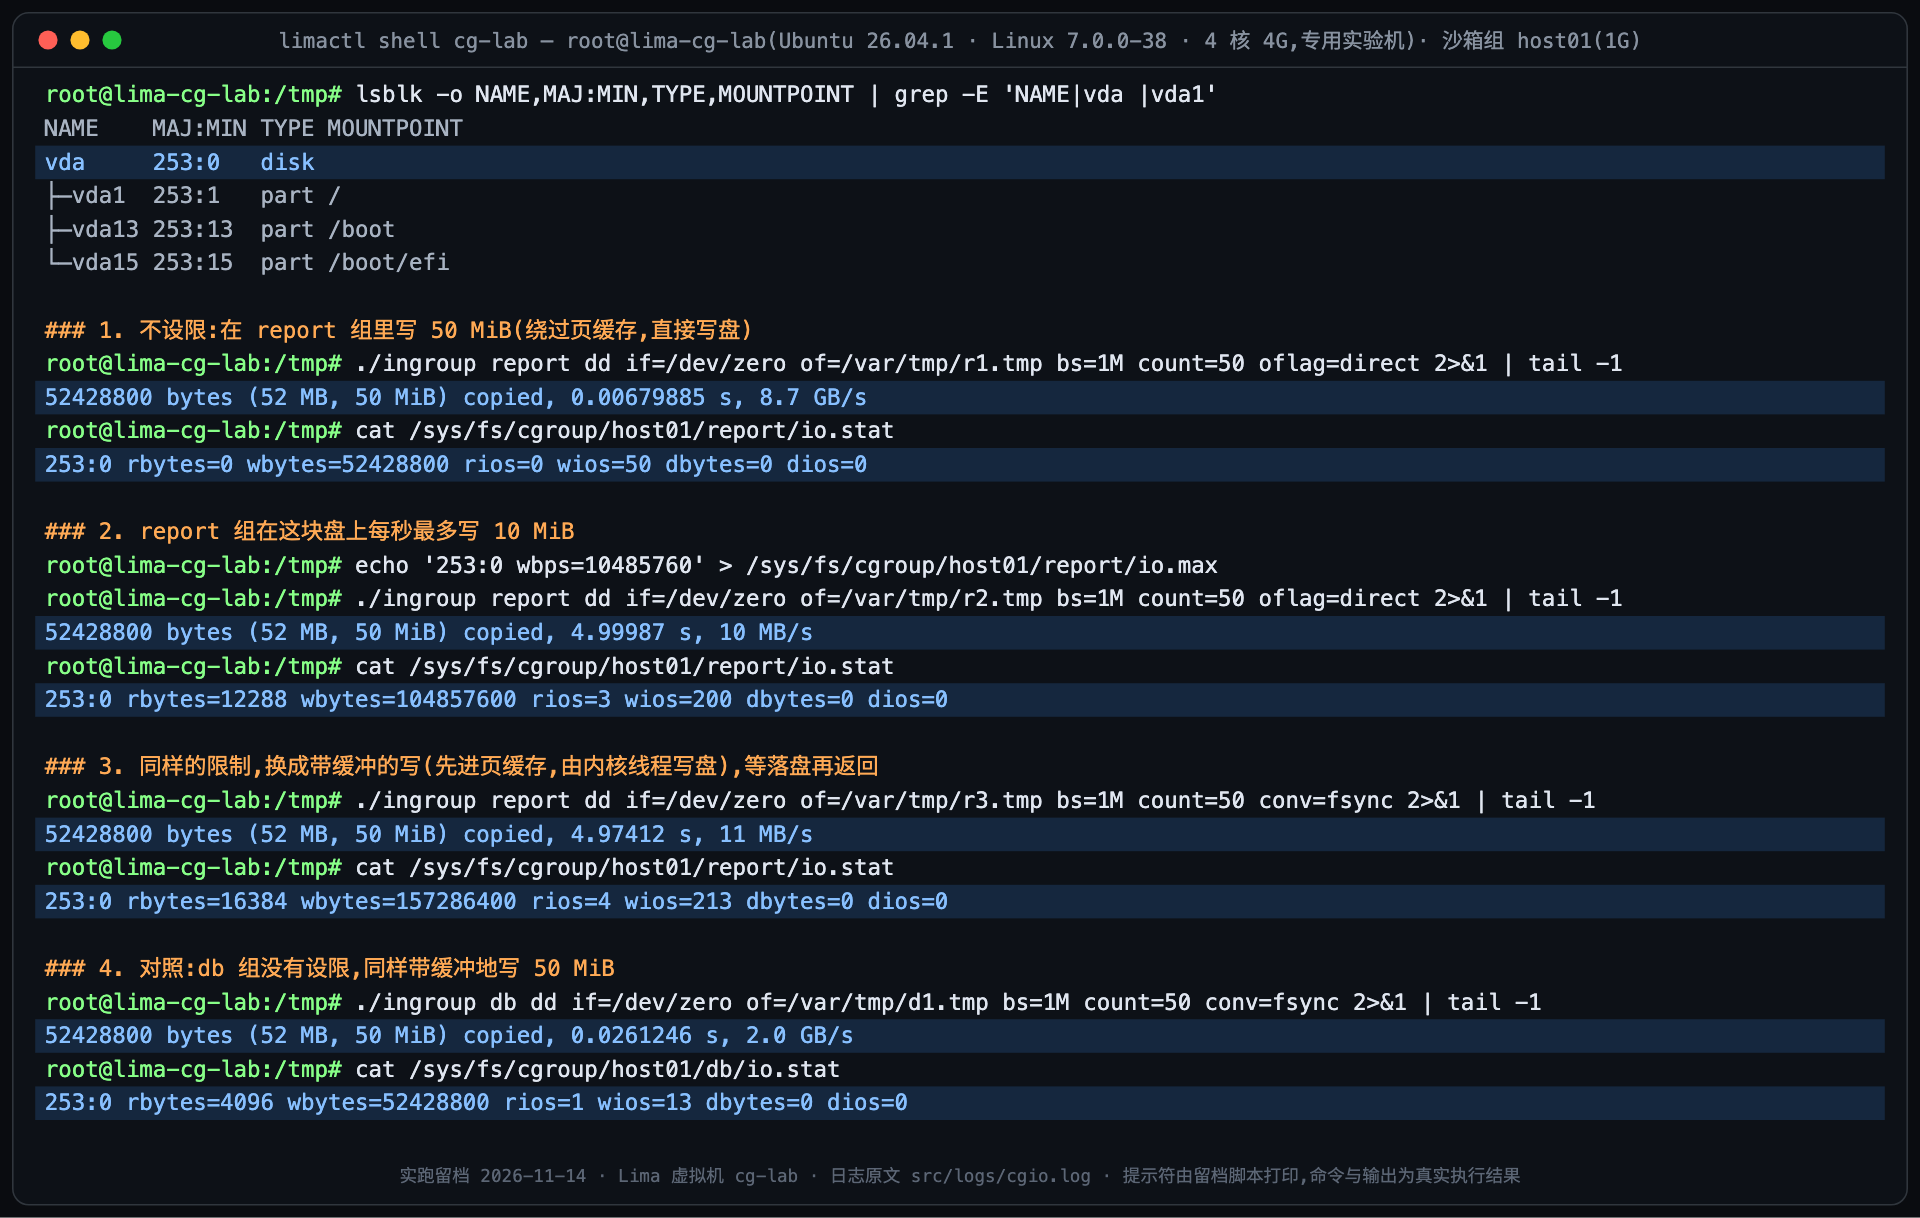 limactl shell cg-lab — root@lima-cg-lab(Ubuntu 26.04.1 · Linux 7.0.0-38 · 4 核 4G,专用实验机)· 沙箱组 host01(1G)
root@lima-cg-lab:/tmp# lsblk -o NAME,MAJ:MIN,TYPE,MOUNTPOINT | grep -E 'NAME|vda |vda1'
NAME    MAJ:MIN TYPE MOUNTPOINT
vda     253:0   disk
├─vda1  253:1   part /
├─vda13 253:13  part /boot
└─vda15 253:15  part /boot/efi
### 1. 不设限:在 report 组里写 50 MiB(绕过页缓存,直接写盘)
root@lima-cg-lab:/tmp# ./ingroup report dd if=/dev/zero of=/var/tmp/r1.tmp bs=1M count=50 oflag=direct 2>&1 | tail -1
52428800 bytes (52 MB, 50 MiB) copied, 0.00679885 s, 8.7 GB/s
root@lima-cg-lab:/tmp# cat /sys/fs/cgroup/host01/report/io.stat
253:0 rbytes=0 wbytes=52428800 rios=0 wios=50 dbytes=0 dios=0
### 2. report 组在这块盘上每秒最多写 10 MiB
root@lima-cg-lab:/tmp# echo '253:0 wbps=10485760' > /sys/fs/cgroup/host01/report/io.max
root@lima-cg-lab:/tmp# ./ingroup report dd if=/dev/zero of=/var/tmp/r2.tmp bs=1M count=50 oflag=direct 2>&1 | tail -1
52428800 bytes (52 MB, 50 MiB) copied, 4.99987 s, 10 MB/s
root@lima-cg-lab:/tmp# cat /sys/fs/cgroup/host01/report/io.stat
253:0 rbytes=12288 wbytes=104857600 rios=3 wios=200 dbytes=0 dios=0
### 3. 同样的限制,换成带缓冲的写(先进页缓存,由内核线程写盘),等落盘再返回
root@lima-cg-lab:/tmp# ./ingroup report dd if=/dev/zero of=/var/tmp/r3.tmp bs=1M count=50 conv=fsync 2>&1 | tail -1
52428800 bytes (52 MB, 50 MiB) copied, 4.97412 s, 11 MB/s
root@lima-cg-lab:/tmp# cat /sys/fs/cgroup/host01/report/io.stat
253:0 rbytes=16384 wbytes=157286400 rios=4 wios=213 dbytes=0 dios=0
### 4. 对照:db 组没有设限,同样带缓冲地写 50 MiB
root@lima-cg-lab:/tmp# ./ingroup db dd if=/dev/zero of=/var/tmp/d1.tmp bs=1M count=50 conv=fsync 2>&1 | tail -1
52428800 bytes (52 MB, 50 MiB) copied, 0.0261246 s, 2.0 GB/s
root@lima-cg-lab:/tmp# cat /sys/fs/cgroup/host01/db/io.stat
253:0 rbytes=4096 wbytes=52428800 rios=1 wios=13 dbytes=0 dios=0
实跑留档 2026-11-14 · Lima 虚拟机 cg-lab · 日志原文 src/logs/cgio.log · 提示符由留档脚本打印,命令与输出为真实执行结果